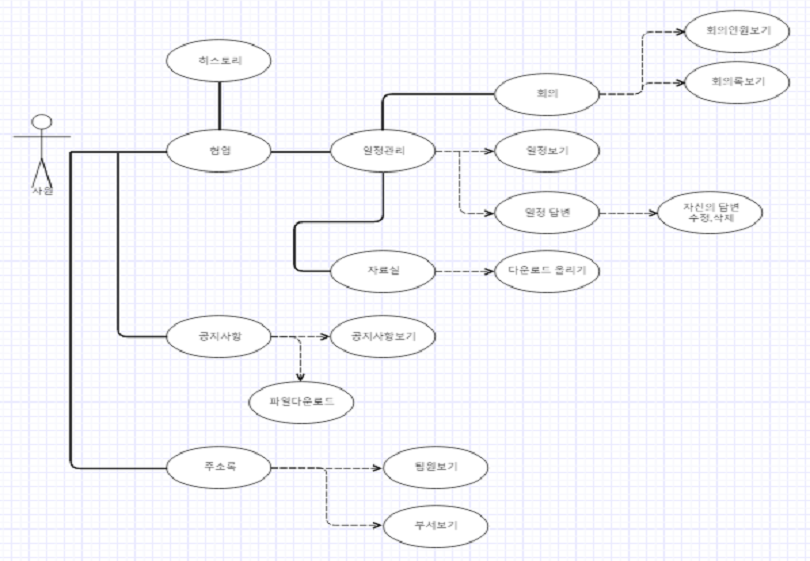 회의인원보기
히스토리
회의록보기
회의
협업
일정관리
일정보기
사원
일정 답변
자신의 답변
수정,삭제
자료실
다운로드 올리기
공지사항
공지사항보기
파일다운로드
주소록
팀원보기
부서보기